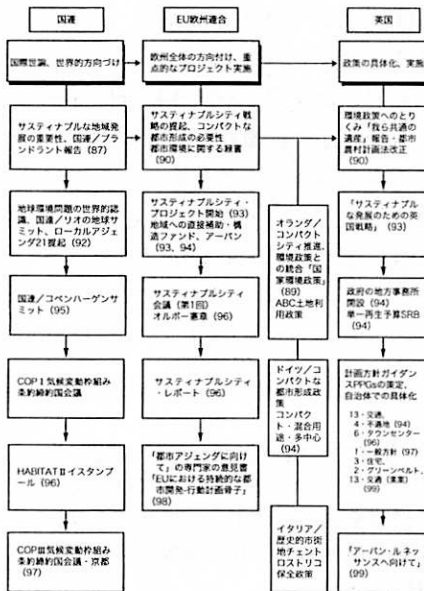 国連
国際世論、世界的方向づけ
サスティナブルな地域発
展の重要性、国連/ブラン
ドラント報告 (87)
地球環境問題の世界的認
識、国連/リオの地球サ
ミット、ローカルアジェ
ンダ21提起 (92)
国連/コペンハーゲン
サミット (95)
COPⅠ気候変動枠組み
条約締約国会議
HABITATⅡイスタンブ
ール (96)
COPⅢ気候変動枠組み
条約締約国会議・京都
(97)
EU欧州連合
欧州全体の方向付け、重
点的なプロジェクト実施
サスティナブルシティ戦
略の提起、コンパクトな
都市形成の必要性
都市環境に関する緑書
(90)
サスティナブルシティ・
プロジェクト開始 (93)
地域への直接補助・構
造ファンド、アーバン
(93, 94)
サスティナブルシティ
会議 (第1回)
オルボー憲章 (96)
サスティナブルシティ
・レポート (96)
「都市アジェンダに向け
て」の専門家の意見書
「EUにおける持続的な都
市開発-行動計画骨子」
(98)
オランダ/
コンパクト
シティ推進、
環境政策と
の統合「国
家環境政策」
(89)
ABC土地利
用政策
ドイツ/コ
ンパクトな
都市形成政
策
コンパク
ト・混合用
途・多中心
(94)
イタリア/
歴史的市街
地チェント
ロストリコ
保全政策
英国
政策の具体化、実施
環境政策へのとり
くみ「我ら共通の
遺産」報告・都市
農村計画法改正
(90)
「サスティナブル
な発展のための英
国戦略」(93)
政府の地方事務所
開設 (94)
単一再生予算SRB
(94)
計画方針ガイダン
スPPGsの策定、
自治体での具体化
13・交通、
4・不適地 (94)
6・タウンセンター
(96)
1・一般方針 (97)
3・住宅、
2・グリーンベルト、
13・交通 (素案)
(99)
「アーバン・ルネッ
サンスへ向けて」
(99)